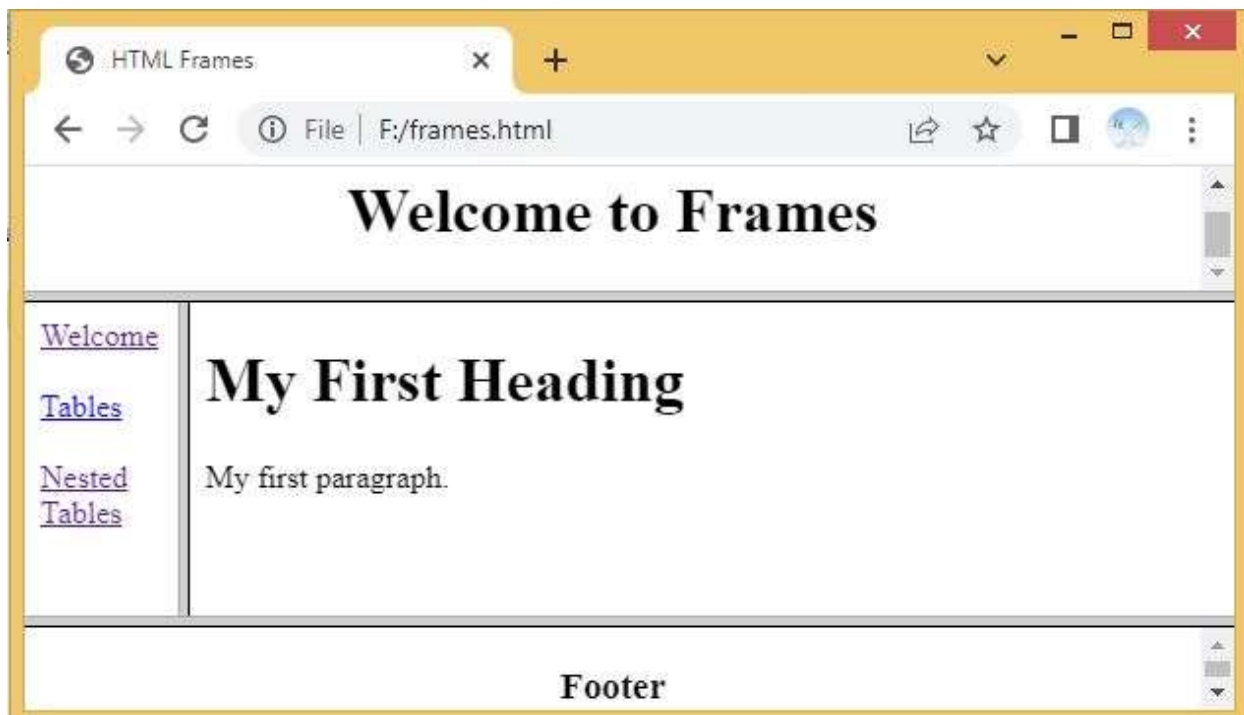 HTML Frames
File F:/frames.html
Welcome to Frames
Welcome
Tables
Nested
Tables
My First Heading
My first paragraph.
Footer